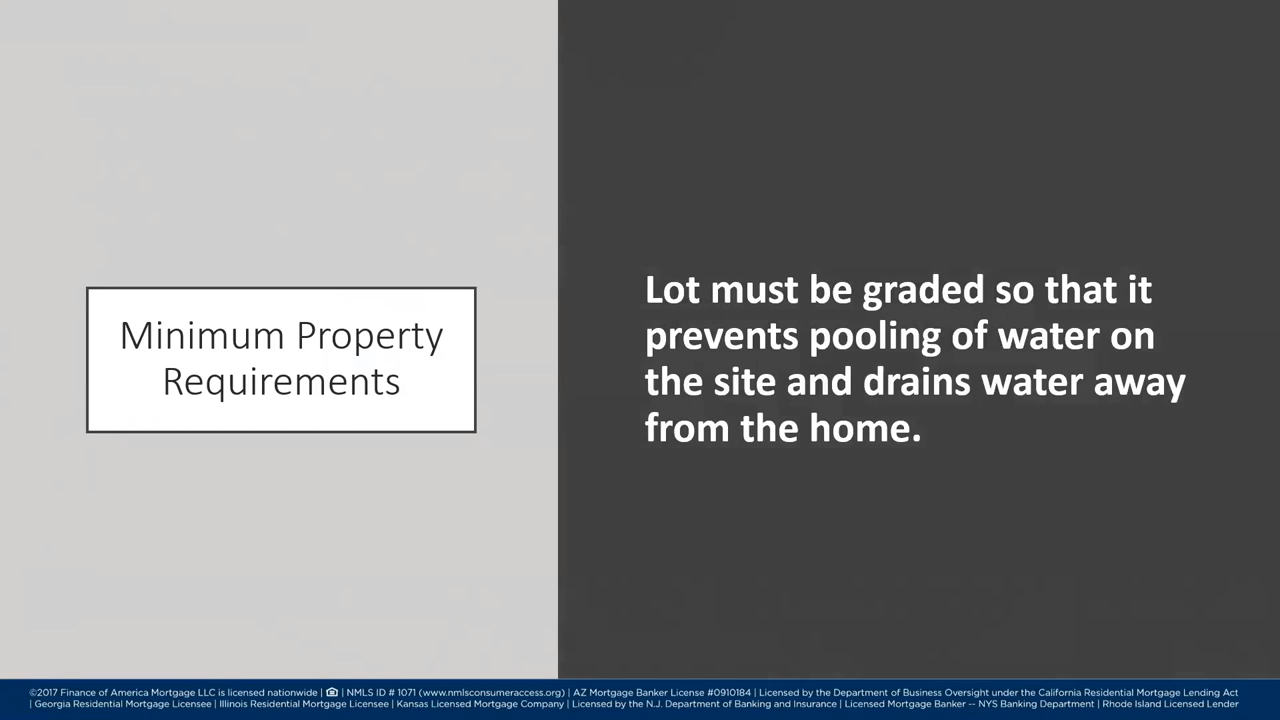 Minimum Property
Requirements
Lot must be graded so that it
prevents pooling of water on
the site and drains water away
from the home.
©2017 Finance of America Mortgage LLC is licensed nationwide | | NMLS ID # 1071 (www.nmlsconsumeraccess.org) | AZ Mortgage Banker License #0910184 | Licensed by the Department of Business Oversight under the California Residential Mortgage Lending Act
| Georgia Residential Mortgage Licensee | Illinois Residential Mortgage Licensee | Kansas Licensed Mortgage Company | Licensed by the N.J. Department of Banking and Insurance | Licensed Mortgage Banker -- NYS Banking Department | Rhode Island Licensed Lender